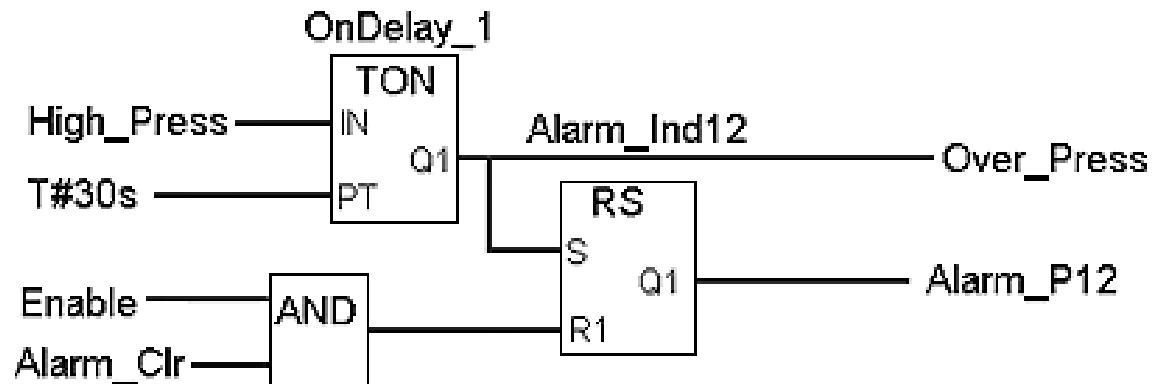 OnDelay_1
TON
High_Press
IN
Q1
T#30s
PT
Alarm_Ind12
Over_Press
RS
S
Q1
R1
Alarm_P12
Enable
AND
Alarm_Clr